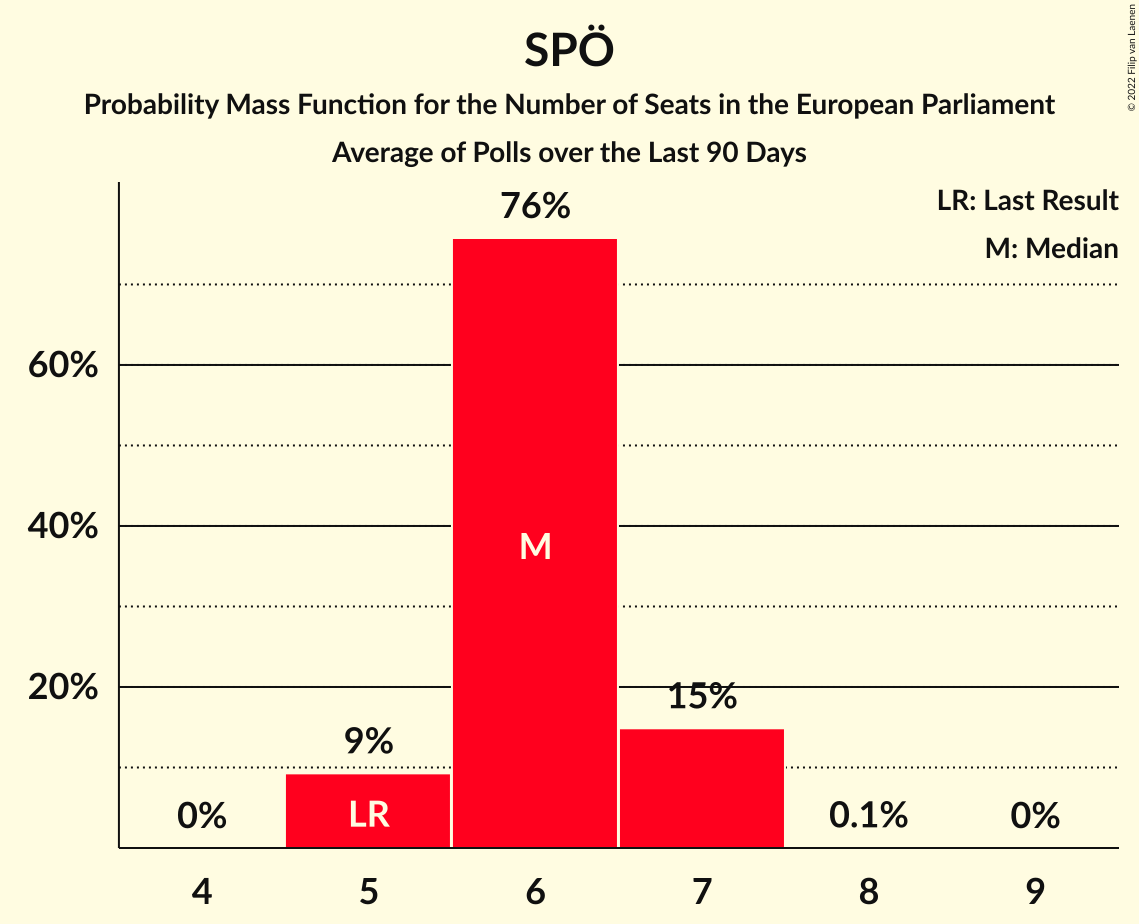 SPÖ
Probability Mass Function for the Number of Seats in the European Parliament
Average of Polls over the Last 90 Days
© 2022 Filip van Laenen
LR: Last Result
M: Median
76%
60%
40%
M
20%
15%
9%
0%
LR
0.1%
0%
4
5
6
7
8
9